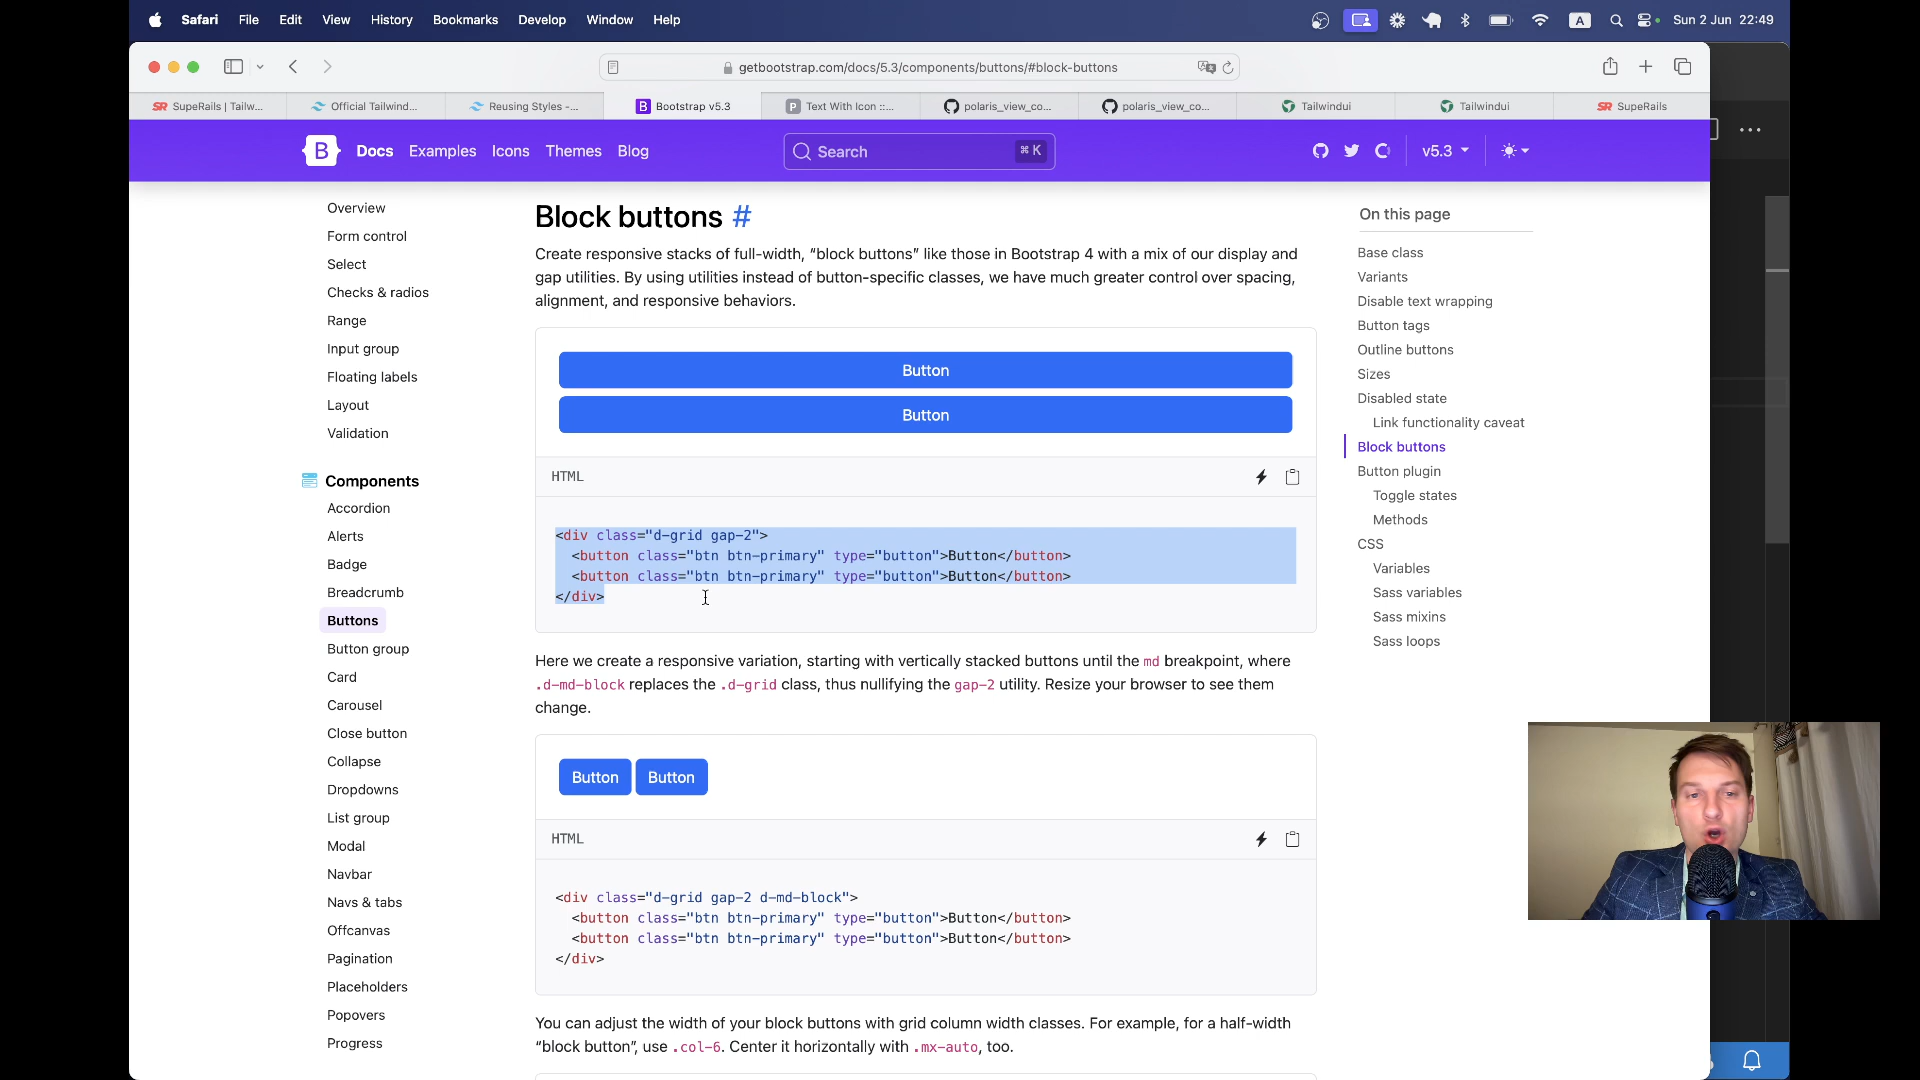 Safari File Edit View History Bookmarks Develop Window Help A Sun 2 Jun 22:49
getbootstrap.com/docs/5.3/components/buttons/#block-buttons
SR SupeRails | Tailw... Official Tailwind... Reusing Styles -... B Bootstrap v5.3 P Text With Icon ::... polaris_view_co... polaris_view_co... Tailwindui Tailwindui SR SupeRails
B Docs Examples Icons Themes Blog Search ⌘ K v5.3
Overview
Form control
Select
Checks & radios
Range
Input group
Floating labels
Layout
Validation
Components
Accordion
Alerts
Badge
Breadcrumb
Buttons
Button group
Card
Carousel
Close button
Collapse
Dropdowns
List group
Modal
Navbar
Navs & tabs
Offcanvas
Pagination
Placeholders
Popovers
Progress
Block buttons #
Create responsive stacks of full-width, “block buttons” like those in Bootstrap 4 with a mix of our display and
gap utilities. By using utilities instead of button-specific classes, we have much greater control over spacing,
alignment, and responsive behaviors.
Button
Button
HTML
<div class="d-grid gap-2">
<button class="btn btn-primary" type="button">Button</button>
<button class="btn btn-primary" type="button">Button</button>
</div>
Here we create a responsive variation, starting with vertically stacked buttons until the md breakpoint, where
.d-md-block replaces the .d-grid class, thus nullifying the gap-2 utility. Resize your browser to see them
change.
Button Button
HTML
<div class="d-grid gap-2 d-md-block">
<button class="btn btn-primary" type="button">Button</button>
<button class="btn btn-primary" type="button">Button</button>
</div>
You can adjust the width of your block buttons with grid column width classes. For example, for a half-width
“block button”, use .col-6. Center it horizontally with .mx-auto, too.
On this page
Base class
Variants
Disable text wrapping
Button tags
Outline buttons
Sizes
Disabled state
Link functionality caveat
Block buttons
Button plugin
Toggle states
Methods
CSS
Variables
Sass variables
Sass mixins
Sass loops